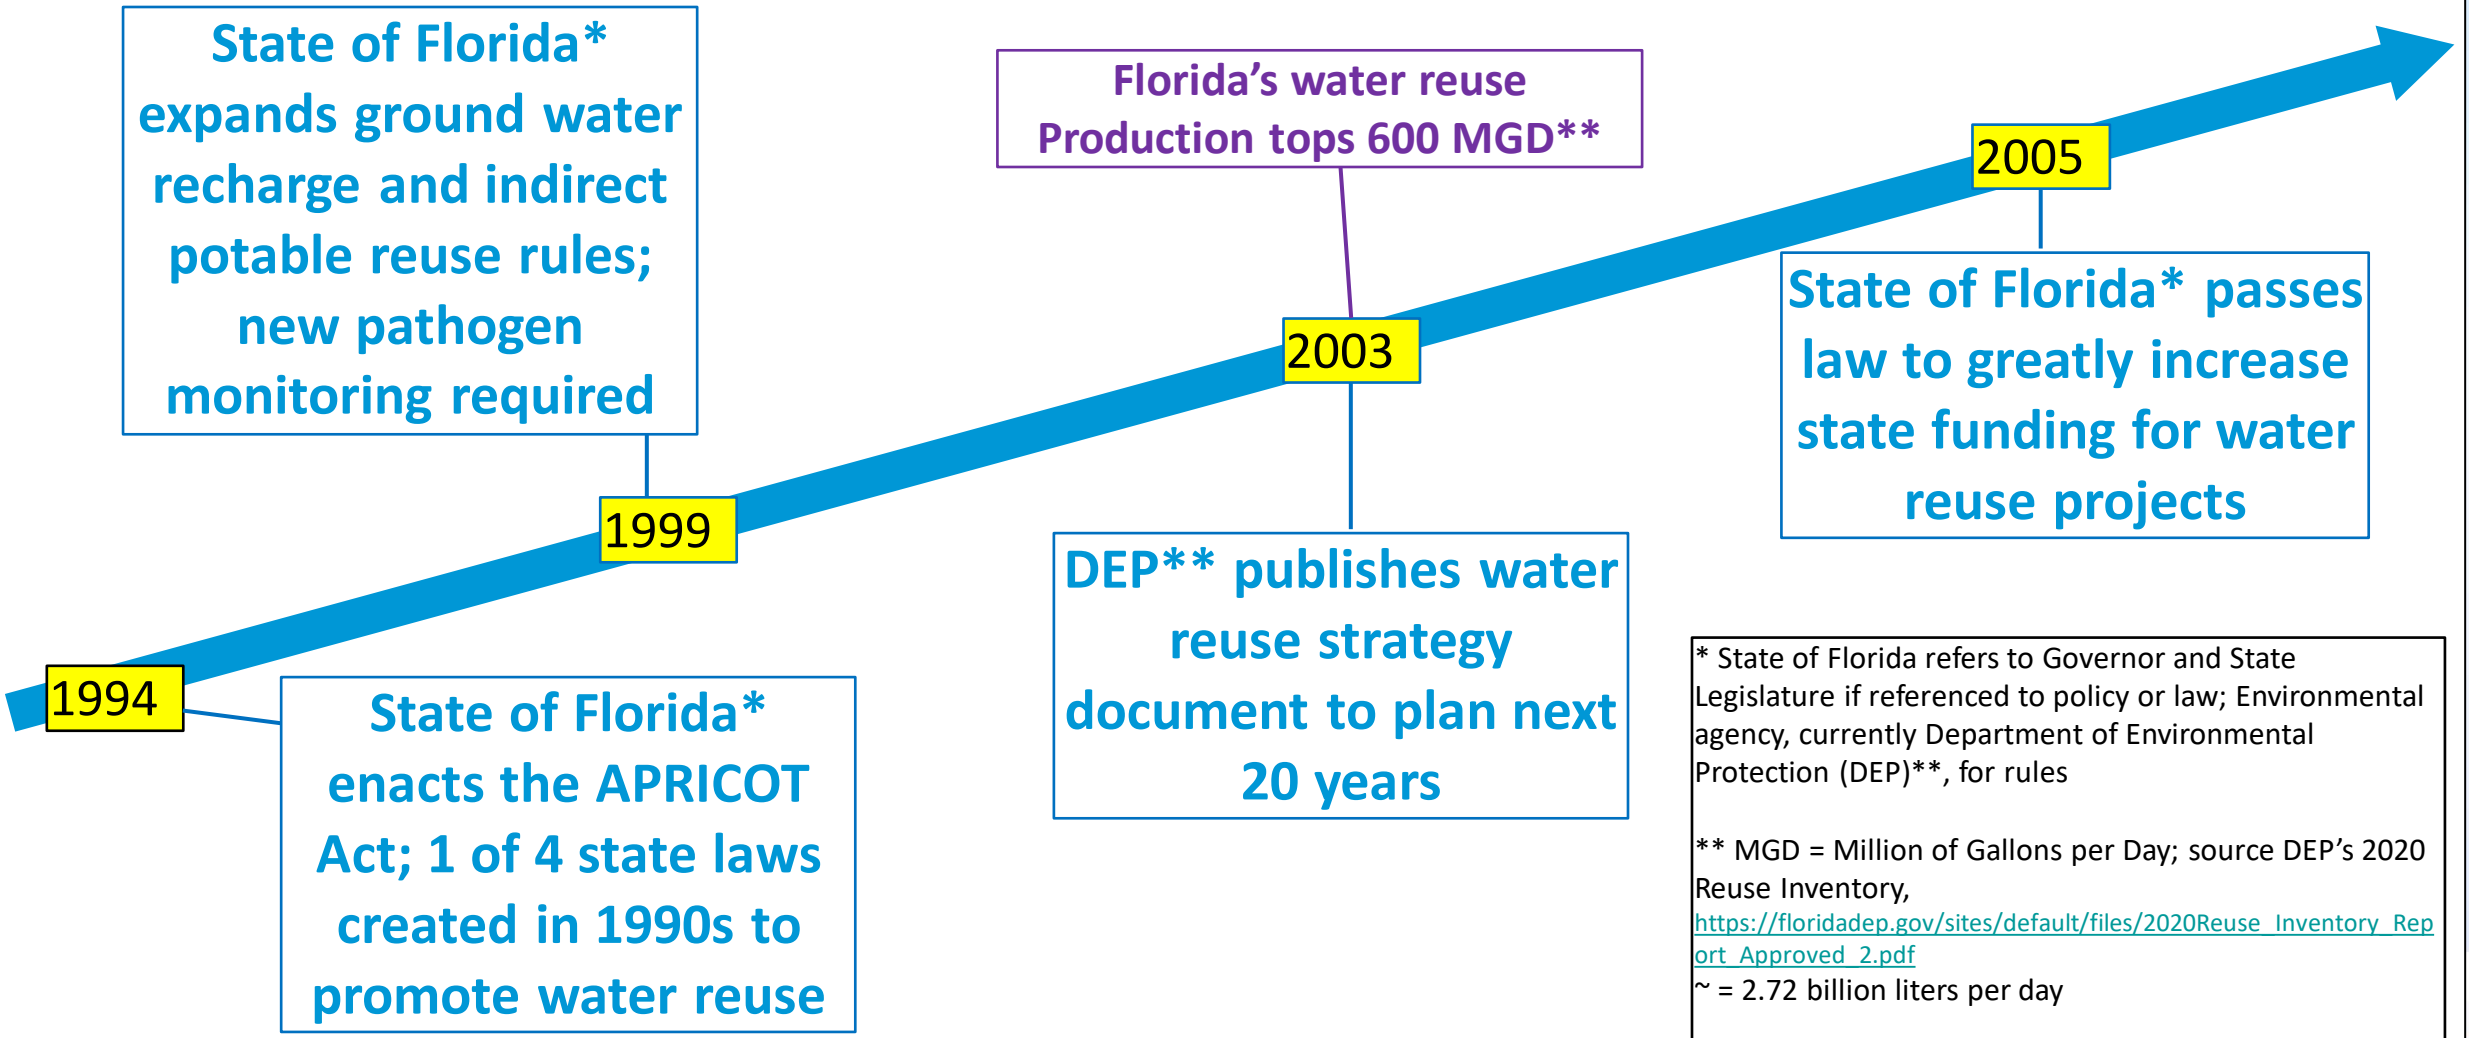 State of Florida*
expands ground water
recharge and indirect
potable reuse rules;
new pathogen
monitoring required
1999
1994
State of Florida*
enacts the APRICOT
Act; 1 of 4 state laws
created in 1990s to
promote water reuse
Florida’s water reuse
Production tops 600 MGD**
2003
DEP** publishes water
reuse strategy
document to plan next
20 years
2005
State of Florida* passes
law to greatly increase
state funding for water
reuse projects
* State of Florida refers to Governor and State
Legislature if referenced to policy or law; Environmental
agency, currently Department of Environmental
Protection (DEP)**, for rules
** MGD = Million of Gallons per Day; source DEP’s 2020
Reuse Inventory,
https://floridadep.gov/sites/default/files/2020Reuse_Inventory_Rep
ort_Approved_2.pdf
~ = 2.72 billion liters per day